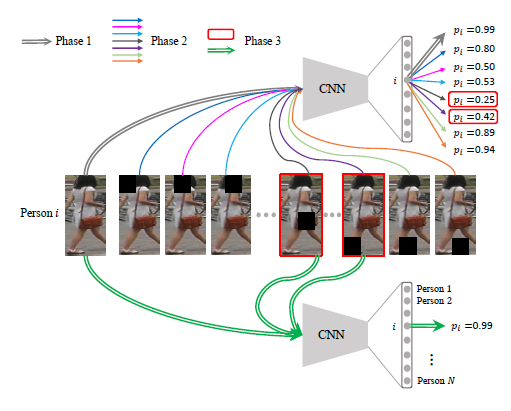 Phase 1
Phase 2
Phase 3
CNN
i
p_i=0.99
p_i=0.80
p_i=0.50
p_i=0.53
p_i=0.25
p_i=0.42
p_i=0.89
p_i=0.94
Person i
CNN
Person 1
Person 2
i
p_i=0.99
Person N